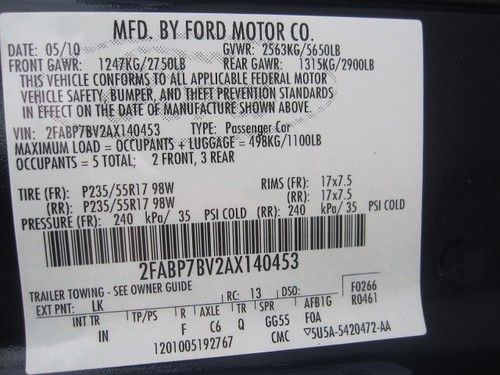 MFD. BY FORD MOTOR CO.
DATE: 05/10 GVWR: 2563KG/5650LB
FRONT GAWR: 1247KG/2750LB REAR GAWR: 1315KG/2900LB
THIS VEHICLE CONFORMS TO ALL APPLICABLE FEDERAL MOTOR
VEHICLE SAFETY, BUMPER, AND THEFT PREVENTION STANDARDS
IN EFFECT ON THE DATE OF MANUFACTURE SHOWN ABOVE.
VIN: 2FABP7BV2AX140453 TYPE: Passenger Car
MAXIMUM LOAD = OCCUPANTS + LUGGAGE = 498KG/1100LB
OCCUPANTS = 5 TOTAL; 2 FRONT, 3 REAR
TIRE (FR): P235/55R17 98W RIMS (FR): 17x7.5
(RR): P235/55R17 98W (RR): 17x7.5
PRESSURE (FR): 240 kPa/ 35 PSI COLD (RR): 240 kPa/ 35 PSI COLD
2FABP7BV2AX140453
TRAILER TOWING - SEE OWNER GUIDE
EXT PNT: LK RC: 13 DSO: F0266
R0461
INT TR TP/PS R AXLE TR SPR AFB1G
IN F C6 Q GG55 FOA
1201005192767 CMC 5U5A-5420472-AA